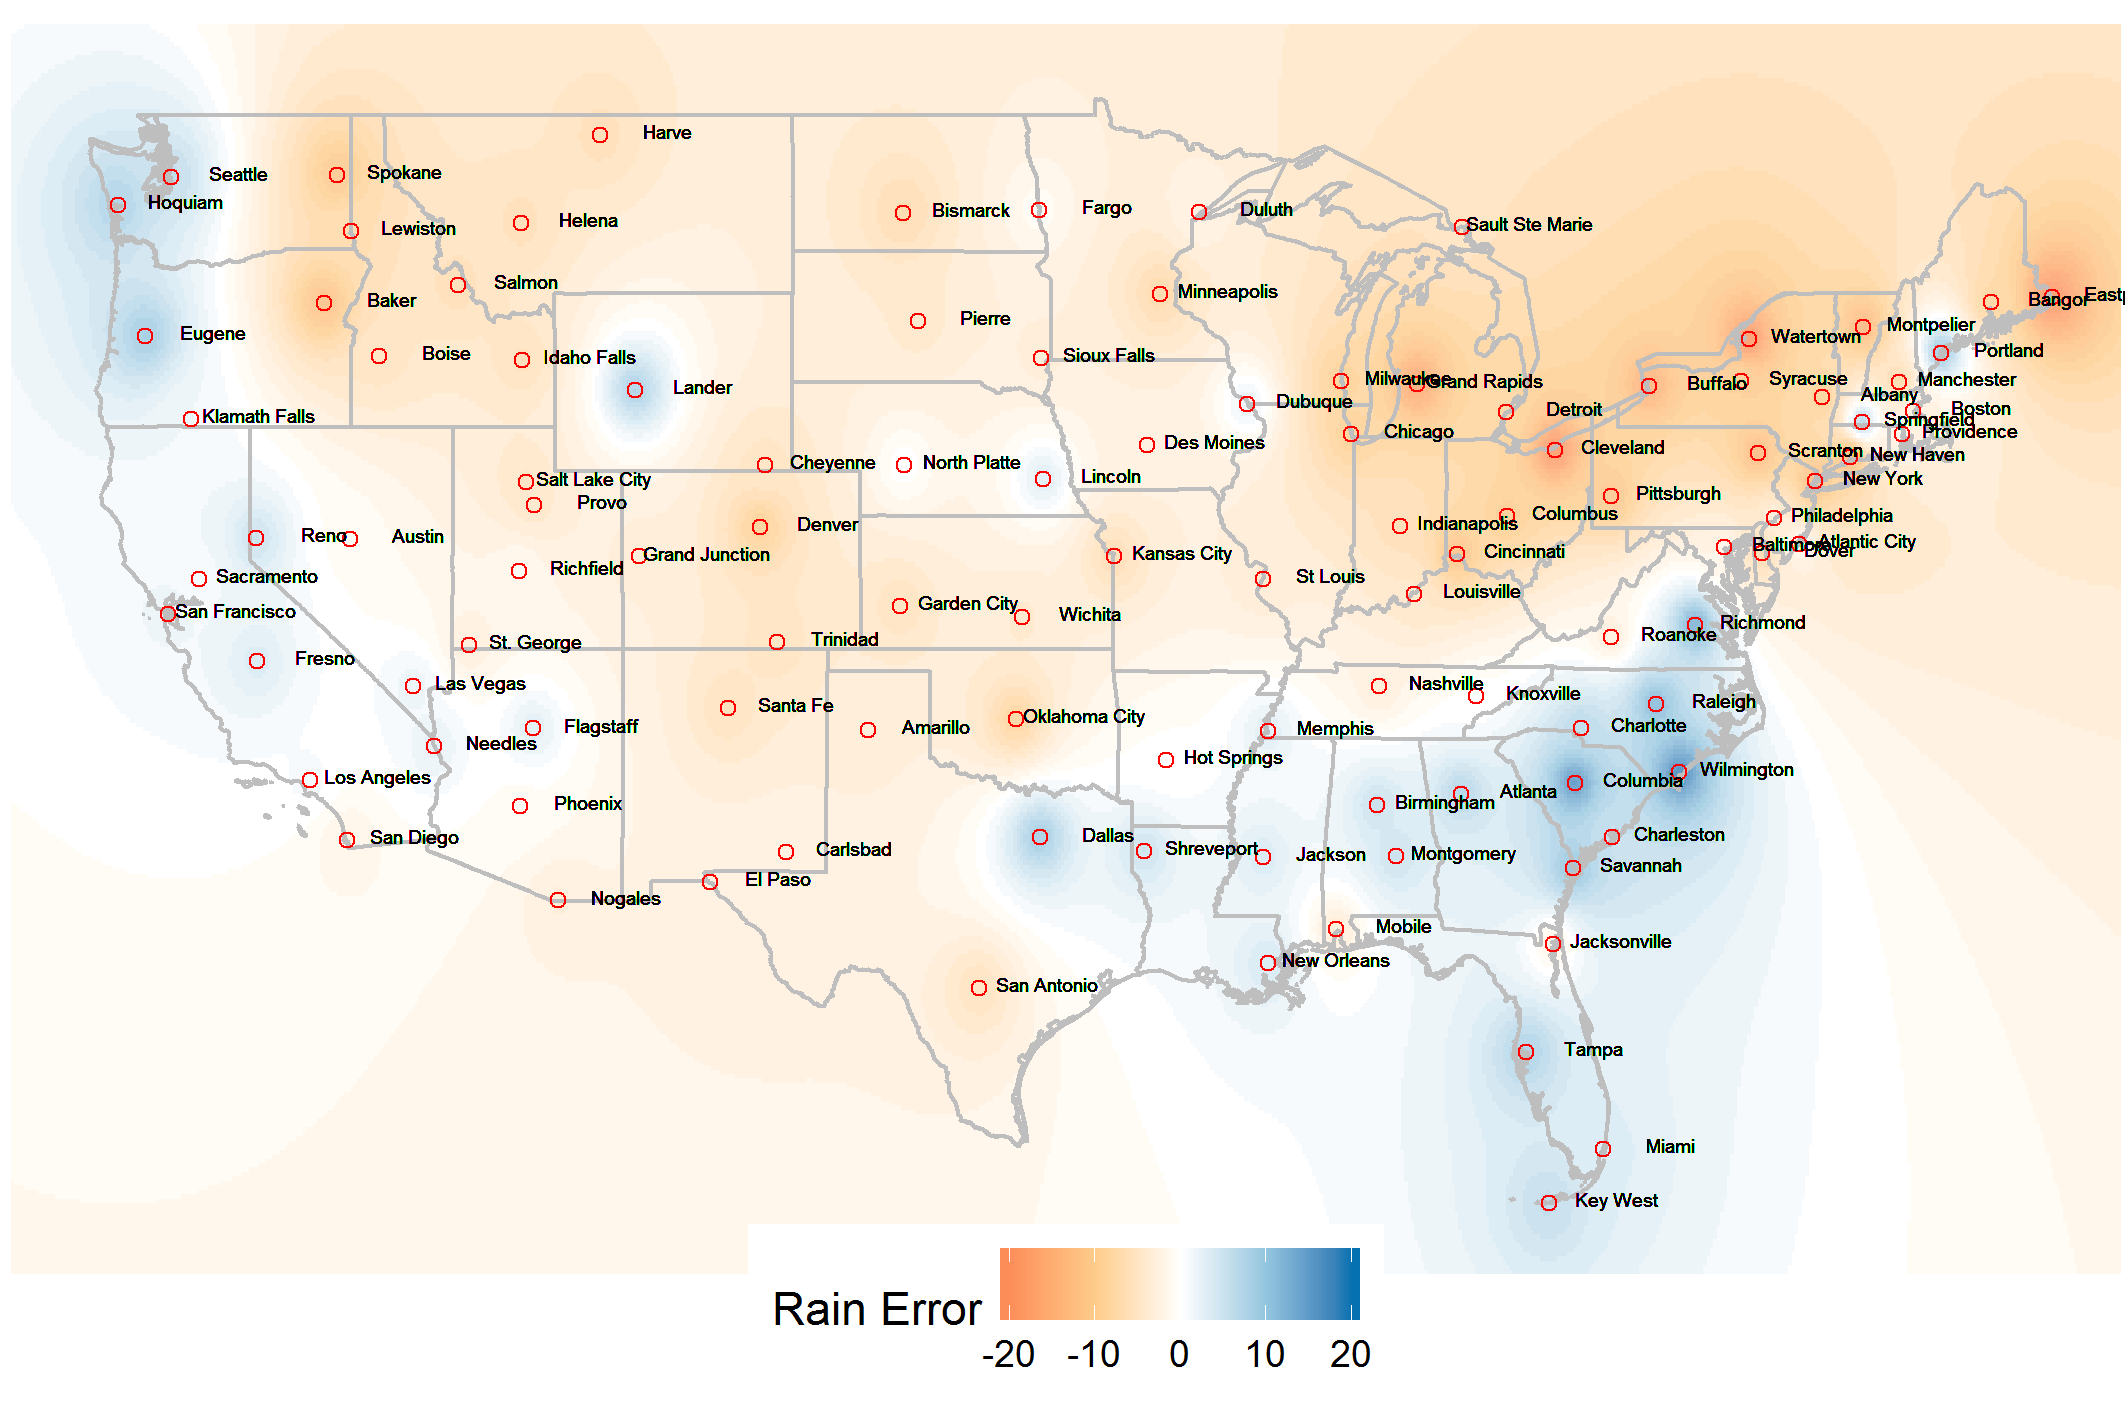 Harve
Seattle
Spokane
Hoquiam
Bismarck
Fargo
Duluth
Helena
Lewiston
Sault Ste Marie
Salmon
Minneapolis
Baker
Bangor
Eastp
Pierre
Montpelier
Eugene
Watertown
Boise
Idaho Falls
Sioux Falls
Portland
Lander
Milwaukee
Grand Rapids
Buffalo
Syracuse
Manchester
Dubuque
Albany
Klamath Falls
Detroit
Boston
Springfield
Chicago
Providence
Des Moines
Cleveland
Scranton
New Haven
Cheyenne
North Platte
Salt Lake City
Lincoln
New York
Provo
Pittsburgh
Denver
Indianapolis
Columbus
Philadelphia
Reno
Austin
Baltimore
Atlantic City
Dover
Grand Junction
Kansas City
Cincinnati
Richfield
Sacramento
St Louis
San Francisco
Garden City
Wichita
Louisville
Richmond
St. George
Trinidad
Roanoke
Fresno
Las Vegas
Nashville
Knoxville
Santa Fe
Raleigh
Flagstaff
Amarillo
Oklahoma City
Memphis
Charlotte
Needles
Hot Springs
Los Angeles
Columbia
Wilmington
Phoenix
Birmingham
Atlanta
San Diego
Dallas
Charleston
Carlsbad
Shreveport
Jackson
Montgomery
Savannah
El Paso
Nogales
Mobile
Jacksonville
New Orleans
San Antonio
Tampa
Miami
Key West
Rain Error
-20 -10 0 10 20